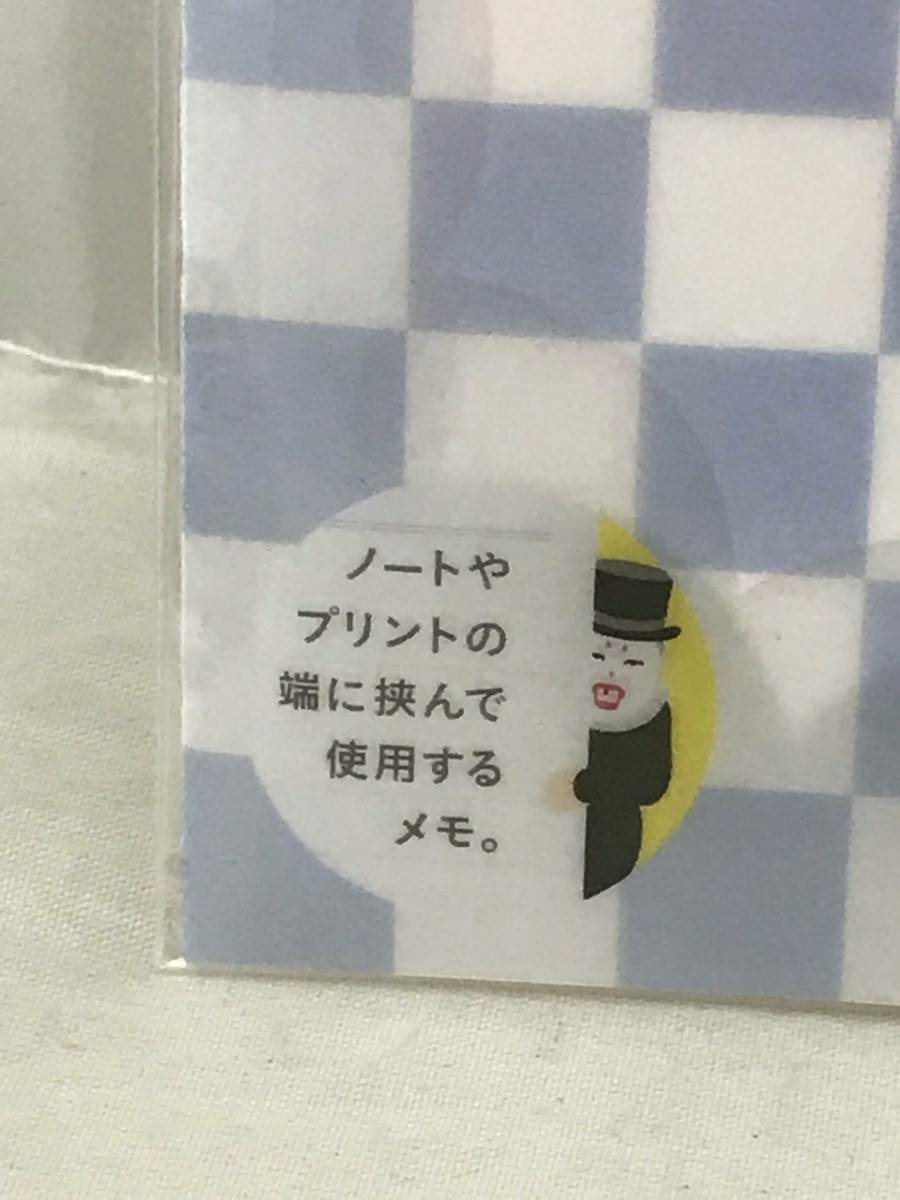 ノートや
プリントの
端に挟んで
使用する
メモ。